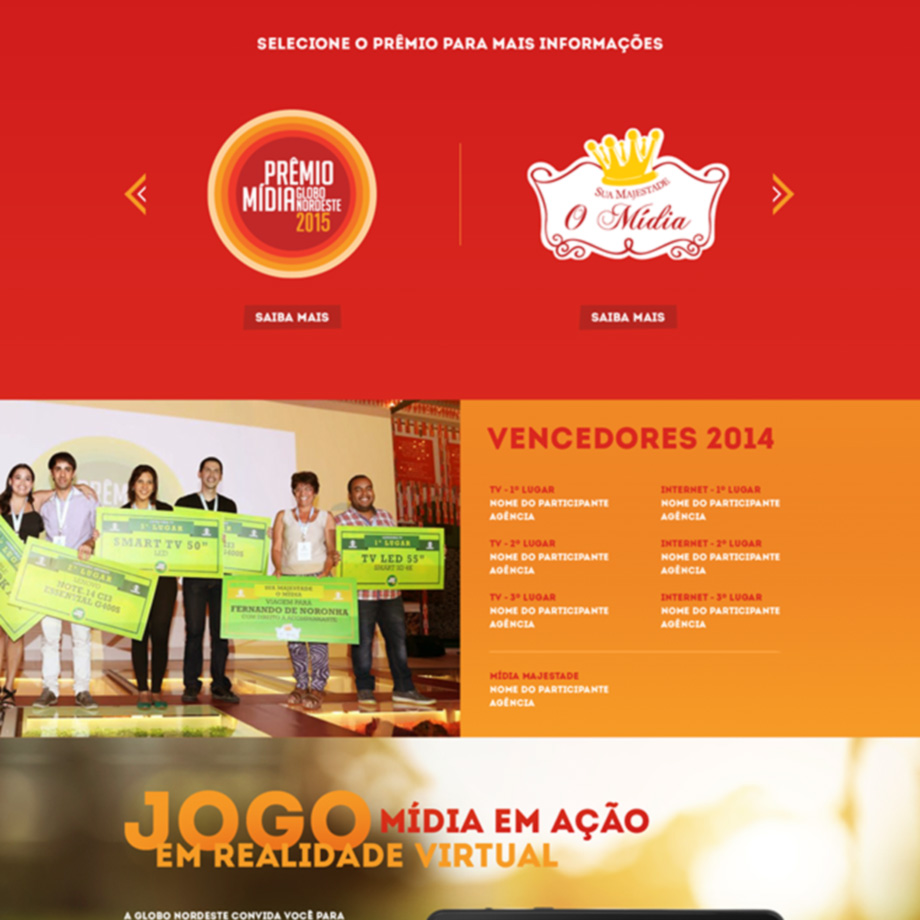 SELECIONE O PRÊMIO PARA MAIS INFORMAÇÕES
PRÊMIO
MÍDIA GLOBO NORDESTE
2015
SUA MAJESTADE
O Mídia
SAIBA MAIS
SAIBA MAIS
VENCEDORES 2014
TV - 1º LUGAR
NOME DO PARTICIPANTE
AGÊNCIA
INTERNET - 1º LUGAR
NOME DO PARTICIPANTE
AGÊNCIA
TV - 2º LUGAR
NOME DO PARTICIPANTE
AGÊNCIA
INTERNET - 2º LUGAR
NOME DO PARTICIPANTE
AGÊNCIA
TV - 3º LUGAR
NOME DO PARTICIPANTE
AGÊNCIA
INTERNET - 3º LUGAR
NOME DO PARTICIPANTE
AGÊNCIA
MÍDIA MAJESTADE
NOME DO PARTICIPANTE
AGÊNCIA
1º LUGAR
SMART TV 50"
LED
TV LED 55"
SUA MAJESTADE
O MÍDIA
VIAGEM PARA
FERNANDO DE NORONHA
COM DIREITO A ACOMPANHANTE
JOGO MÍDIA EM AÇÃO
EM REALIDADE VIRTUAL
A GLOBO NORDESTE CONVIDA VOCÊ PARA